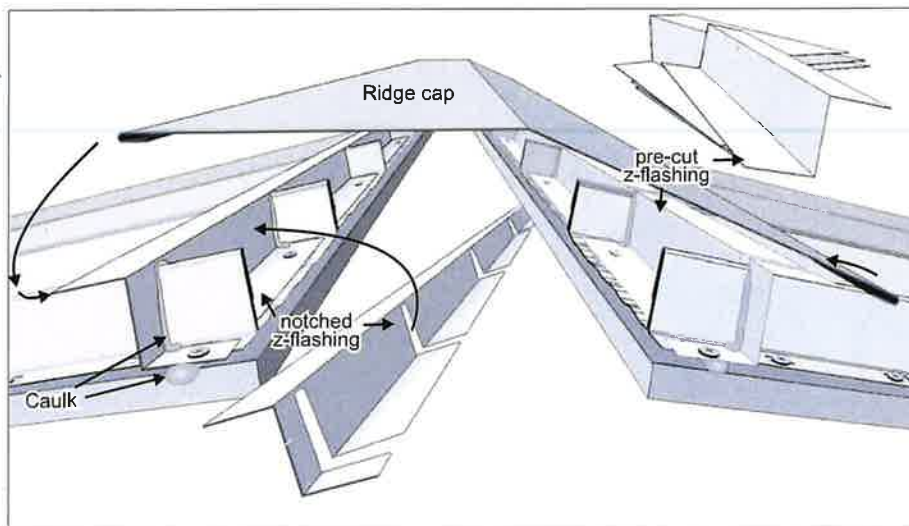 Ridge cap
pre-cut
z-flashing
notched
z-flashing
Caulk